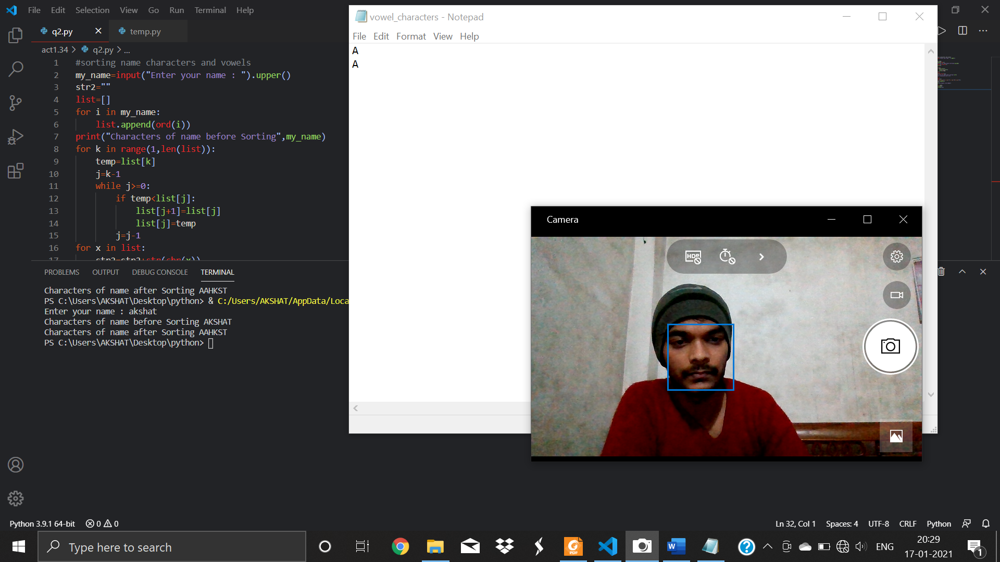 File Edit Selection View Go Run Terminal Help
q2.py
temp.py
act1.34 > q2.py > ...
1 #sorting name characters and vowels
2 my_name=input("Enter your name : ").upper()
3 str2=""
4 list=[]
5 for i in my_name:
6 list.append(ord(i))
7 print("Characters of name before Sorting",my_name)
8 for k in range(1,len(list)):
9 temp=list[k]
10 j=k-1
11 while j>=0:
12 if temp<list[j]:
13 list[j+1]=list[j]
14 list[j]=temp
15 j=j-1
16 for x in list:
17 str2=str2+str(chr(x))
PROBLEMS OUTPUT DEBUG CONSOLE TERMINAL
Characters of name after Sorting AAHKST
PS C:\Users\AKSHAT\Desktop\python> & C:/Users/AKSHAT/AppData/Loca
Enter your name : akshat
Characters of name before Sorting AKSHAT
Characters of name after Sorting AAHKST
PS C:\Users\AKSHAT\Desktop\python>
vowel_characters - Notepad
File Edit Format View Help
A
A
Camera
HDR
Python 3.9.1 64-bit 0 0
Ln 32, Col 1 Spaces: 4 UTF-8 CRLF Python
Type here to search
PDF
W
?
ENG
20:29
17-01-2021
1